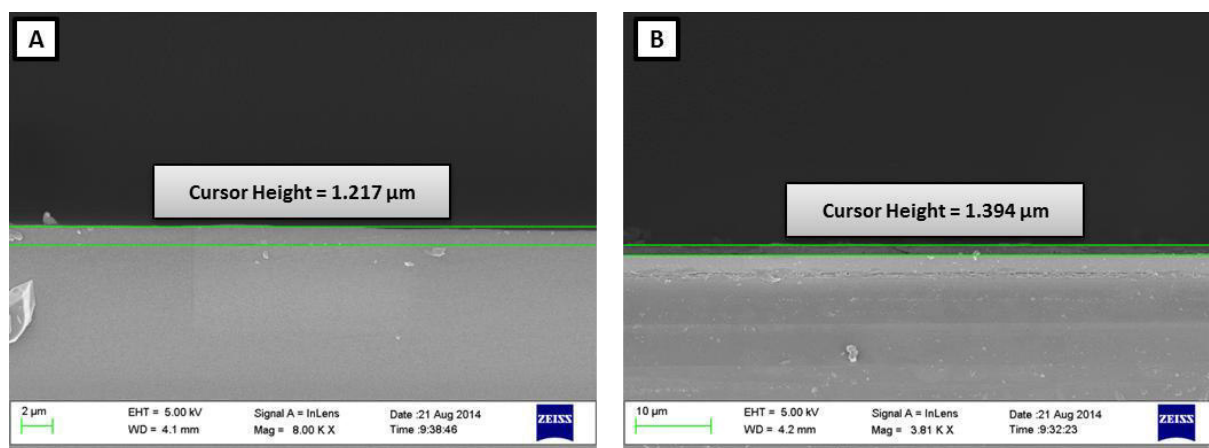 A
Cursor Height = 1.217 µm
2 µm
EHT = 5.00 kV
Signal A = InLens
Date :21 Aug 2014
WD = 4.1 mm
Mag = 8.00 K X
Time :9:38:46
ZEISS
B
Cursor Height = 1.394 µm
10 µm
EHT = 5.00 kV
Signal A = InLens
Date :21 Aug 2014
WD = 4.2 mm
Mag = 3.81 K X
Time :9:32:23
ZEISS